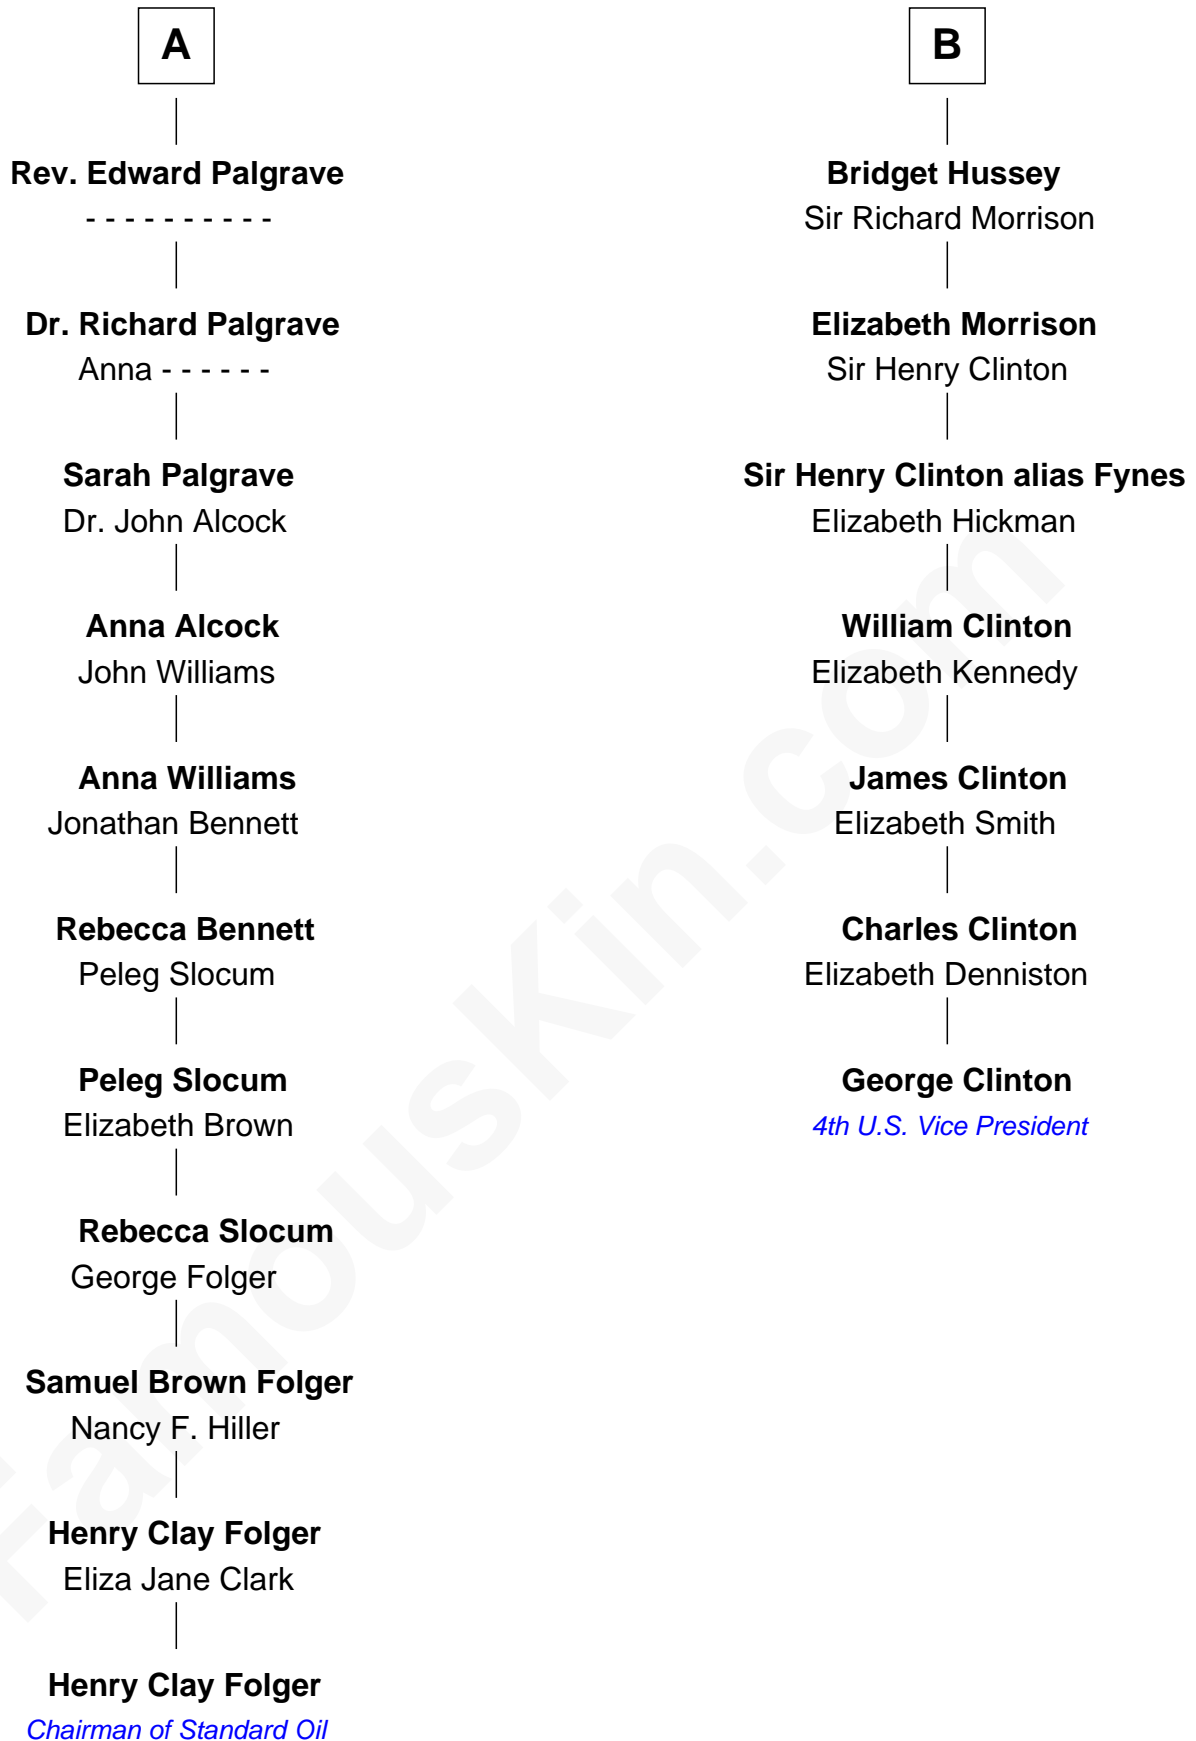 A
Rev. Edward Palgrave
- - - - - - - - - -
Dr. Richard Palgrave
Anna - - - - - -
Sarah Palgrave
Dr. John Alcock
Anna Alcock
John Williams
Anna Williams
Jonathan Bennett
Rebecca Bennett
Peleg Slocum
Peleg Slocum
Elizabeth Brown
Rebecca Slocum
George Folger
Samuel Brown Folger
Nancy F. Hiller
Henry Clay Folger
Eliza Jane Clark
Henry Clay Folger
Chairman of Standard Oil
B
Bridget Hussey
Sir Richard Morrison
Elizabeth Morrison
Sir Henry Clinton
Sir Henry Clinton alias Fynes
Elizabeth Hickman
William Clinton
Elizabeth Kennedy
James Clinton
Elizabeth Smith
Charles Clinton
Elizabeth Denniston
George Clinton
4th U.S. Vice President
FamousKin.com